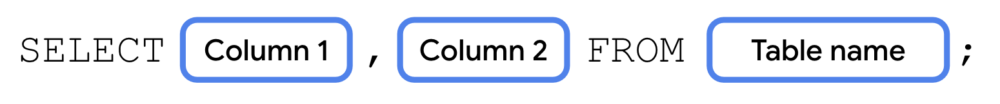 SELECT Column 1 , Column 2 FROM Table name ;